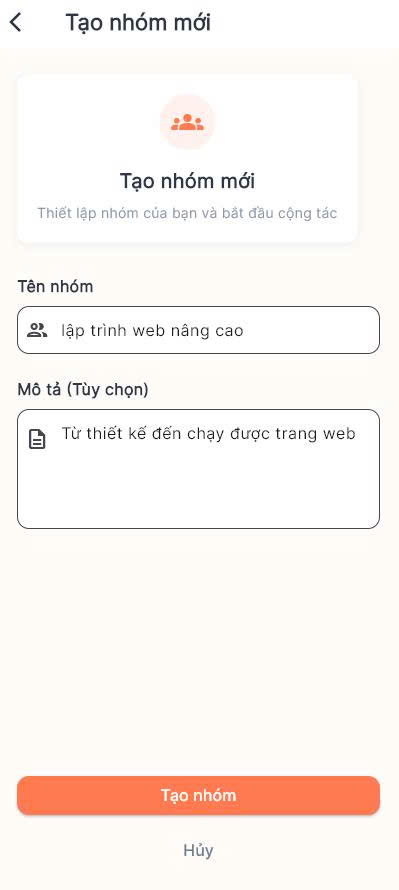 Tạo nhóm mới
Tạo nhóm mới
Thiết lập nhóm của bạn và bắt đầu cộng tác
Tên nhóm
lập trình web nâng cao
Mô tả (Tùy chọn)
Từ thiết kế đến chạy được trang web
Tạo nhóm
Hủy